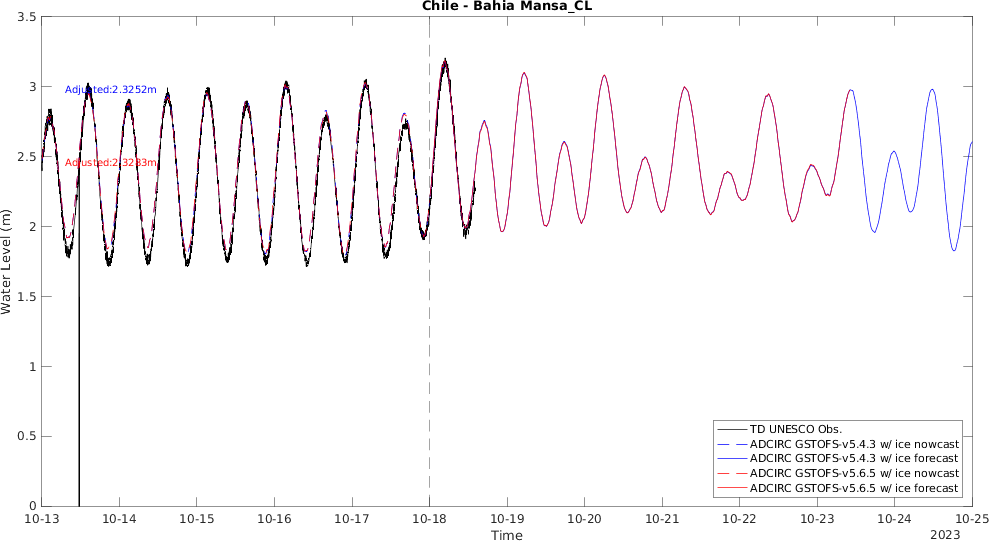 Chile - Bahia Mansa_CL
3.5
3
2.5
2
1.5
1
0.5
0
Water Level (m)
Adjusted:2.3252m
Adjusted:2.3283m
TD UNESCO Obs.
ADCIRC GSTOFS-v5.4.3 w/ ice nowcast
ADCIRC GSTOFS-v5.4.3 w/ ice forecast
ADCIRC GSTOFS-v5.6.5 w/ ice nowcast
ADCIRC GSTOFS-v5.6.5 w/ ice forecast
10-13 10-14 10-15 10-16 10-17 10-18 10-19 10-20 10-21 10-22 10-23 10-24 10-25
Time
2023